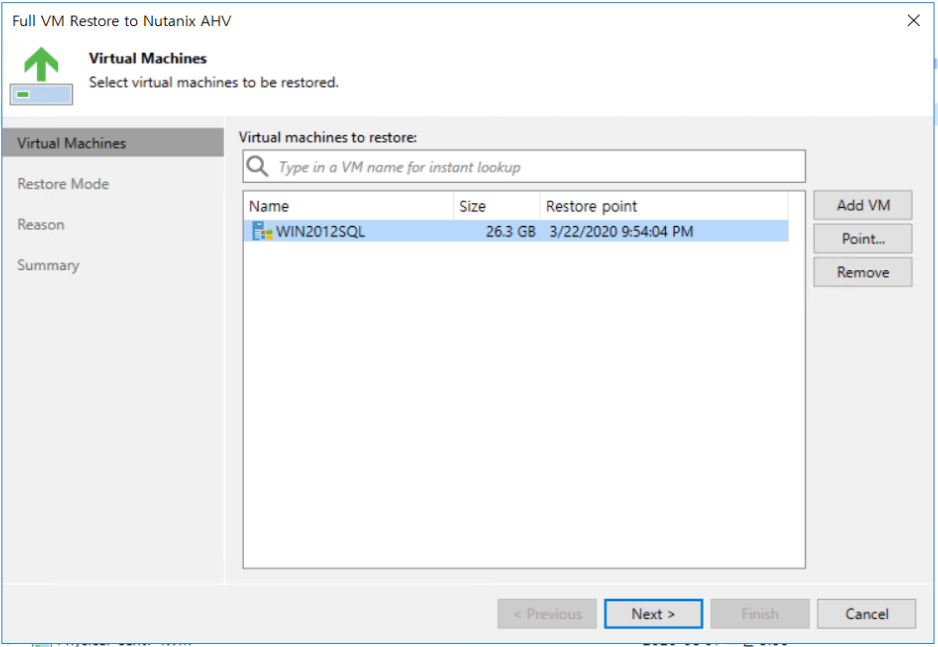 Full VM Restore to Nutanix AHV
Virtual Machines
Select virtual machines to be restored.
Virtual Machines
Restore Mode
Reason
Summary
Virtual machines to restore:
Type in a VM name for instant lookup
Name Size Restore point
WIN2012SQL 26.3 GB 3/22/2020 9:54:04 PM
Add VM
Point...
Remove
< Previous
Next >
Finish
Cancel